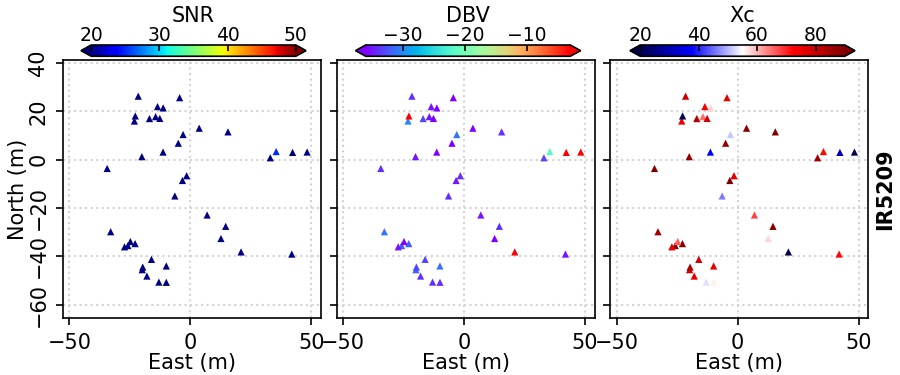 SNR DBV Xc
20 30 40 50 −30 −20 −10 20 40 60 80
40
20
0
−20
−40
−60
North (m)
−50 0 50 −50 0 50 −50 0 50
East (m) East (m) East (m)
IR5209